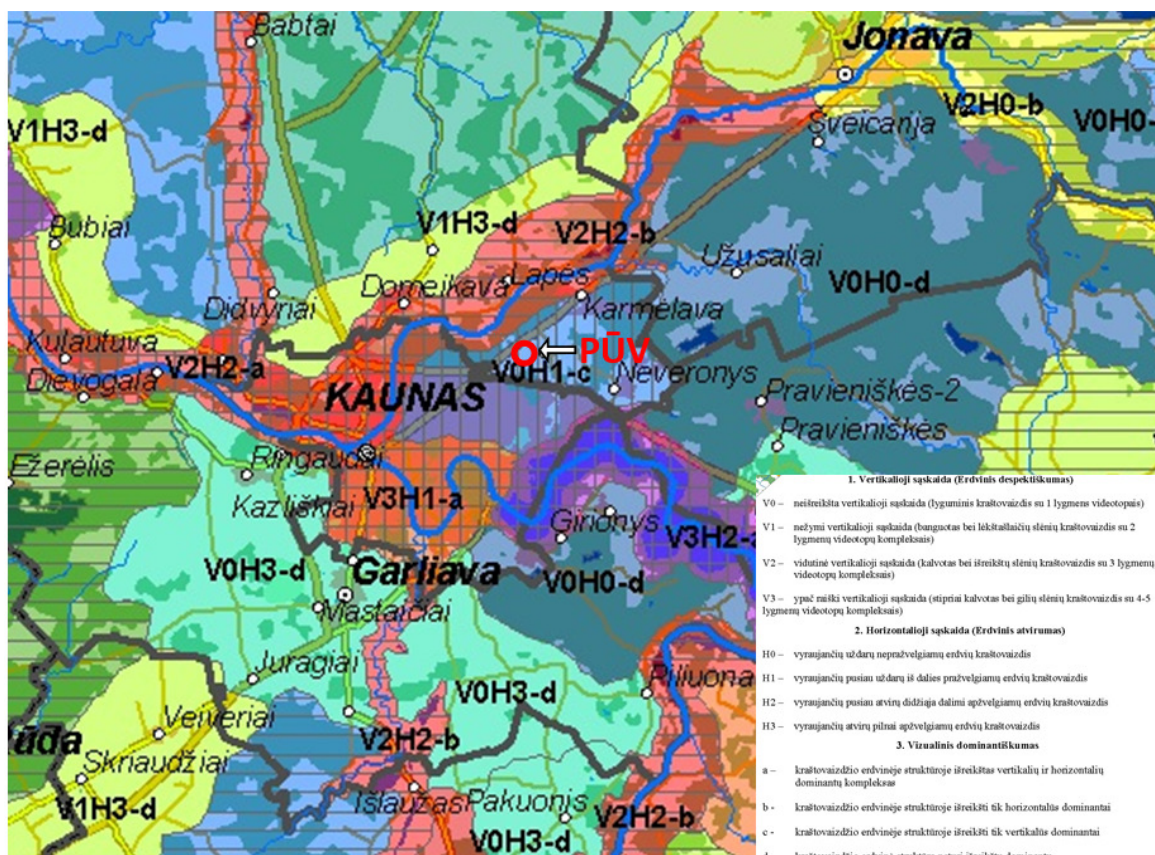 Babtai
Jonava
V1H3-d
V2H0-b
V0H0-
Šveicarija
Bubiai
V1H3-d
V2H2-b
Užusaliai
Didvyriai
Domeikava
Lapės
Karmėlava
V0H0-d
Kulautuva
PŪV
V2H2-a
V0H1-c
Neveronys
Dievogala
KAUNAS
Pravieniškės-2
Pravieniškės
Ežerėlis
Ringaudai
Kazliškiai
V3H1-a
Girionys
V3H2-a
V0H3-d
Garliava
V0H0-d
Mastaičiai
Juragiai
V0H3-d
Piliuona
Veiveriai
V2H2-b
Skriaudžiai
V1H3-d
Išlaužas
Pakuonis
V2H2-b
V0H3-d
1. Vertikalioji sąskaida (Erdvinis despektiškumas)
V0 – neišreikšta vertikalioji sąskaida (lyguminis kraštovaizdis su 1 lygmens videotopais)
V1 – nežymi vertikalioji sąskaida (banguotas bei lėkštašlaičių slėnių kraštovaizdis su 2
lygmenų videotopų kompleksais)
V2 – vidutinė vertikalioji sąskaida (kalvotas bei išreikštų slėnių kraštovaizdis su 3 lygmenų
videotopų kompleksais)
V3 – ypač raiški vertikalioji sąskaida (stipriai kalvotas bei gilių slėnių kraštovaizdis su 4-5
lygmenų videotopų kompleksais)
2. Horizontalioji sąskaida (Erdvinis atvirumas)
H0 – vyraujančių uždarų nepražvelgiamų erdvių kraštovaizdis
H1 – vyraujančių pusiau uždarų iš dalies pražvelgiamų erdvių kraštovaizdis
H2 – vyraujančių pusiau atvirų didžiąja dalimi apžvelgiamų erdvių kraštovaizdis
H3 – vyraujančių atvirų pilnai apžvelgiamų erdvių kraštovaizdis
3. Vizualinis dominantiškumas
a – kraštovaizdžio erdvinėje struktūroje išreikštas vertikalių ir horizontalių
dominantų kompleksas
b - kraštovaizdžio erdvinėje struktūroje išreikšti tik horizontalūs dominantai
c - kraštovaizdžio erdvinėje struktūroje išreikšti tik vertikalūs dominantai